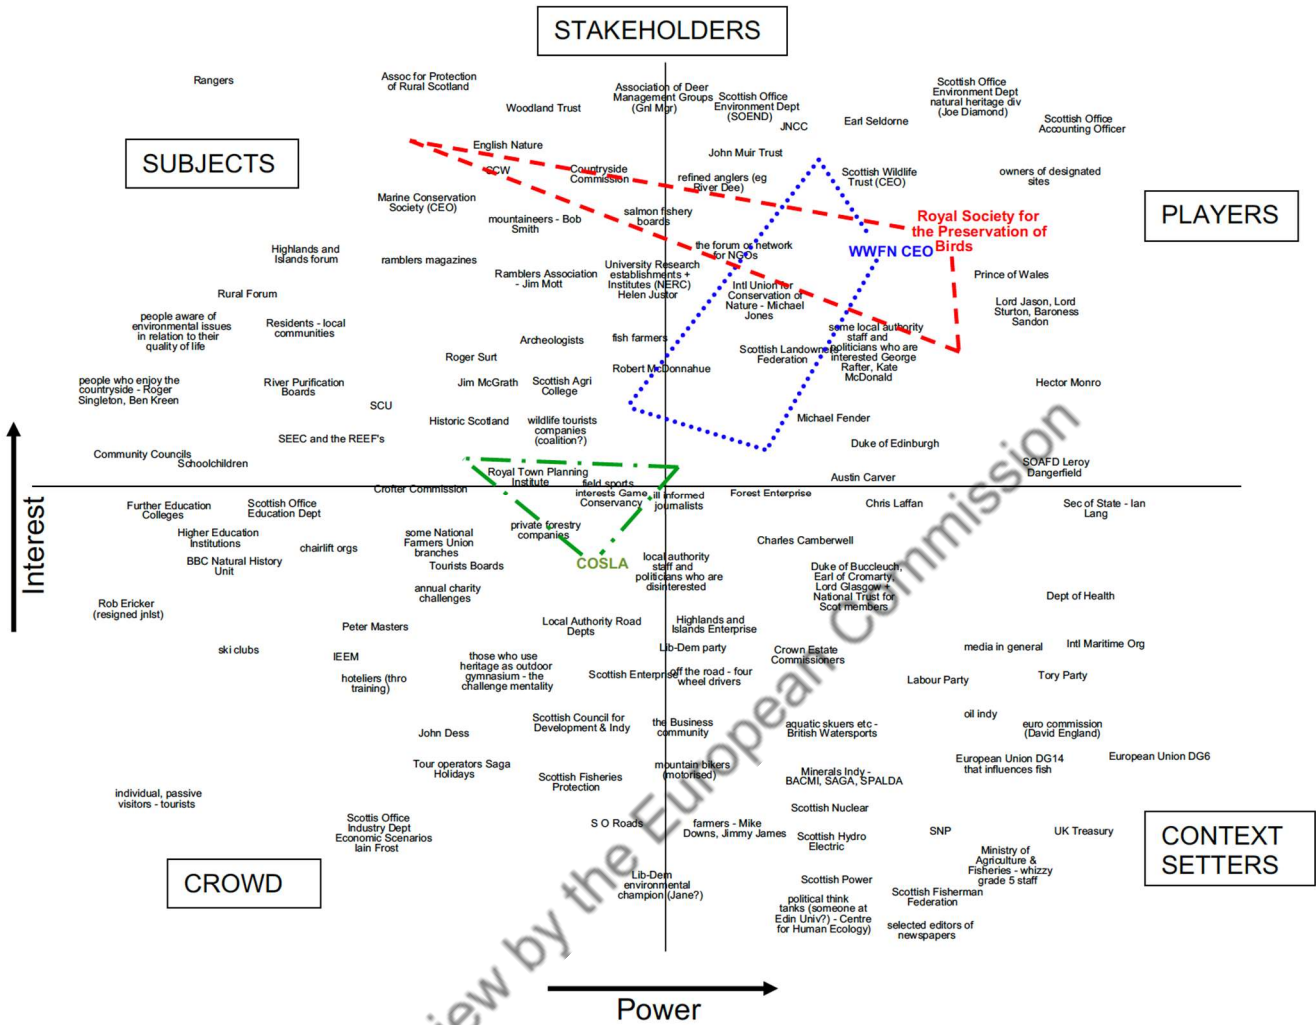 STAKEHOLDERS
Rangers
Assoc for Protection
of Rural Scotland
Woodland Trust
Association of Deer
Management Groups
(Gnl Mgr)
Scottish Office
Environment Dept
(SOEND)
JNCC
Earl Seldorne
Scottish Office
Environment Dept
natural heritage div
(Joe Diamond)
Scottish Office
Accounting Officer
SUBJECTS
English Nature
CCW
Countryside
Commission
John Muir Trust
refined anglers (eg
River Dee)
Scottish Wildlife
Trust (CEO)
owners of designated
sites
PLAYERS
Marine Conservation
Society (CEO)
mountaineers - Bob
Smith
salmon fishery
boards
Royal Society for
the Preservation of
Birds
WWFN CEO
the forum or network
for NGOs
Highlands and
Islands forum
ramblers magazines
Ramblers Association
- Jim Mott
University Research
establishments +
Institutes (NERC)
Helen Justor
Intl Union for
Conservation of
Nature - Michael
Jones
Prince of Wales
Lord Jason, Lord
Sturton, Baroness
Sandon
Rural Forum
people aware of
environmental issues
in relation to their
quality of life
Residents - local
communities
Archeologists
fish farmers
some local authority
staff and
politicians who are
interested George
Rafter, Kate
McDonald
Scottish Landowners
Federation
Roger Surt
Robert McDonnahue
people who enjoy the
countryside - Roger
Singleton, Ben Kreen
River Purification
Boards
Jim McGrath
Scottish Agri
College
Hector Monro
SCU
Historic Scotland
wildlife tourists
companies
(coalition?)
Michael Fender
SEEC and the REEF's
Duke of Edinburgh
Community Councils
Schoolchildren
SOAFD Leroy
Dangerfield
Royal Town Planning
Institute
Austin Carver
Crofter Commission
field sports
interests Game
Conservancy
ill informed
journalists
Forest Enterprise
Interest
Further Education
Colleges
Scottish Office
Education Dept
Chris Laffan
Sec of State - Ian
Lang
Higher Education
Institutions
chairlift orgs
some National
Farmers Union
branches
private forestry
companies
Charles Camberwell
BBC Natural History
Unit
Tourists Boards
COSLA
local authority
staff and
politicians who are
disinterested
Duke of Buccleuch,
Earl of Cromarty,
Lord Glasgow +
National Trust for
Scot members
annual charity
challenges
Dept of Health
Rob Ericker
(resigned jnlst)
Peter Masters
Local Authority Road
Depts
Highlands and
Islands Enterprise
ski clubs
IEEM
those who use
heritage as outdoor
gymnasium - the
challenge mentality
Lib-Dem party
Crown Estate
Commissioners
media in general
Intl Maritime Org
hoteliers (thro
training)
Scottish Enterprise
off the road - four
wheel drivers
Labour Party
Tory Party
John Dess
Scottish Council for
Development & Indy
the Business
community
aquatic skuers etc -
British Watersports
oil indy
euro commission
(David England)
Tour operators Saga
Holidays
Scottish Fisheries
Protection
mountain bikers
(motorised)
Minerals Indy -
BACMI, SAGA, SPALDA
European Union DG14
that influences fish
European Union DG6
individual, passive
visitors - tourists
Scottis Office
Industry Dept
Economic Scenarios
Iain Frost
S O Roads
farmers - Mike
Downs, Jimmy James
Scottish Nuclear
Scottish Hydro
Electric
SNP
UK Treasury
CONTEXT
SETTERS
CROWD
Lib-Dem
environmental
champion (Jane?)
Scottish Power
Ministry of
Agriculture &
Fisheries - whizzy
grade 5 staff
political think
tanks (someone at
Edin Univ?) - Centre
for Human Ecology)
Scottish Fisherman
Federation
selected editors of
newspapers
Power
iew by the European Commission